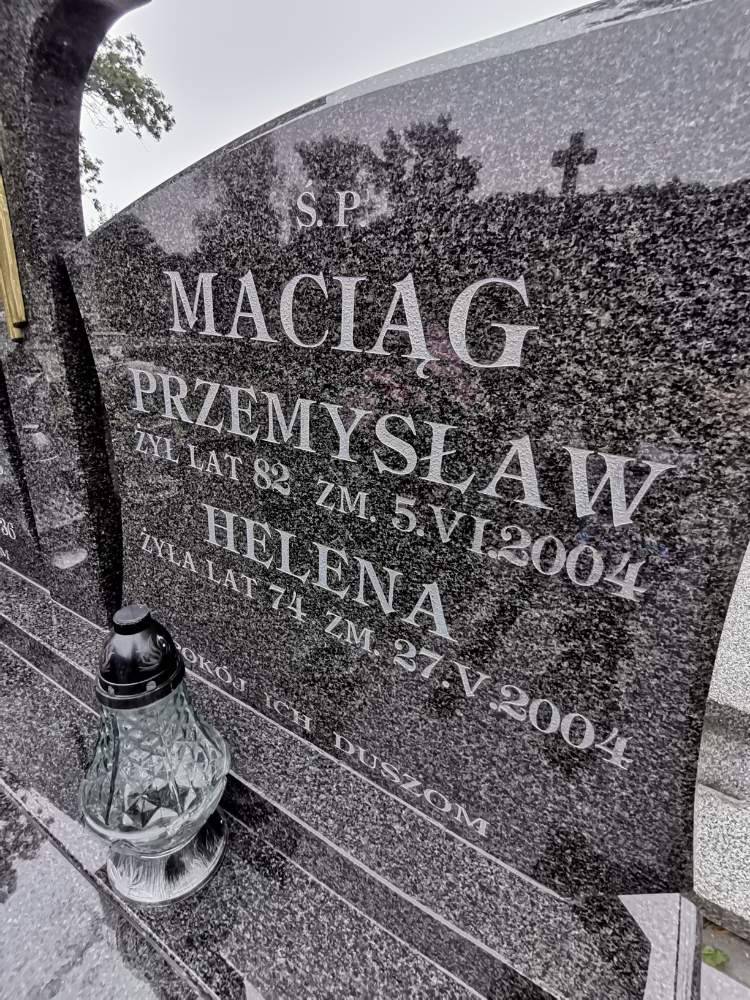 Ś.P.
MACIĄG
PRZEMYSŁAW
ŻYŁ LAT 82 ZM. 5.VI.2004
HELENA
ŻYŁA LAT 74 ZM. 27.V.2004
POKÓJ ICH DUSZOM
36